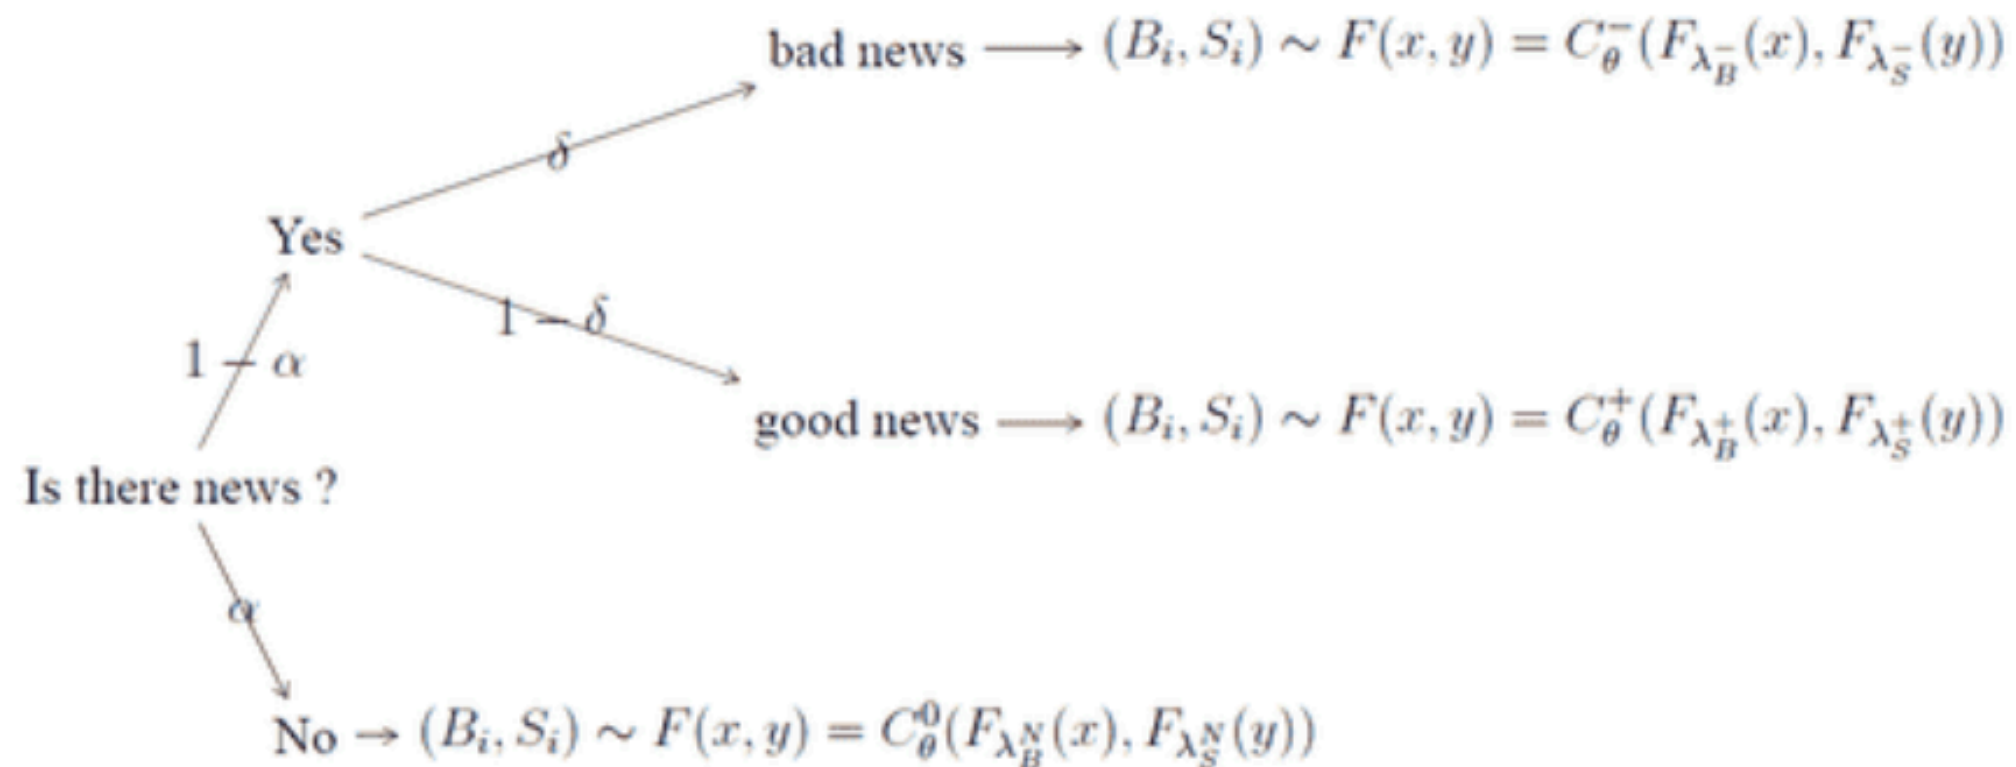 bad news ⟶ (B_i, S_i) ∼ F(x, y) = C_θ^−(F_{λ_B^−}(x), F_{λ_S^−}(y))
δ
Yes
1 − δ
1 − α
good news ⟶ (B_i, S_i) ∼ F(x, y) = C_θ^+(F_{λ_B^+}(x), F_{λ_S^+}(y))
Is there news ?
α
No → (B_i, S_i) ∼ F(x, y) = C_θ^0(F_{λ_B^N}(x), F_{λ_S^N}(y))